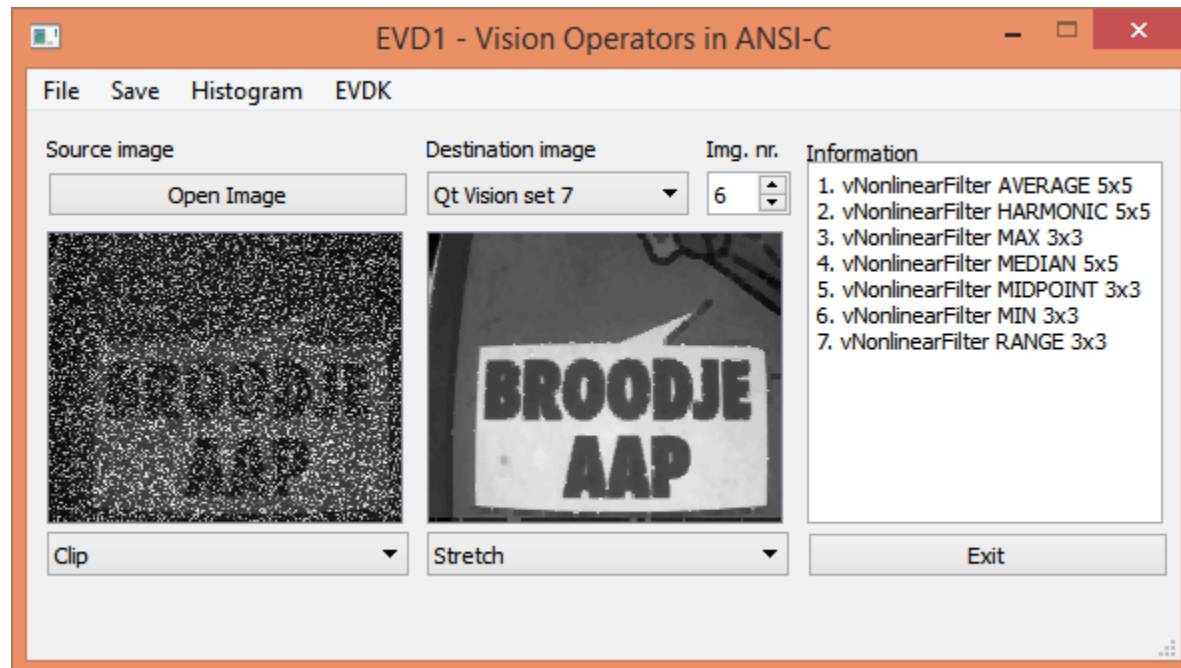 EVD1 - Vision Operators in ANSI-C
File Save Histogram EVDK
Source image
Destination image
Img. nr.
Information
Open Image
Qt Vision set 7
6
1. vNonlinearFilter AVERAGE 5x5
2. vNonlinearFilter HARMONIC 5x5
3. vNonlinearFilter MAX 3x3
4. vNonlinearFilter MEDIAN 5x5
5. vNonlinearFilter MIDPOINT 3x3
6. vNonlinearFilter MIN 3x3
7. vNonlinearFilter RANGE 3x3
BROODJE
AAP
BROODJE
AAP
Clip
Stretch
Exit